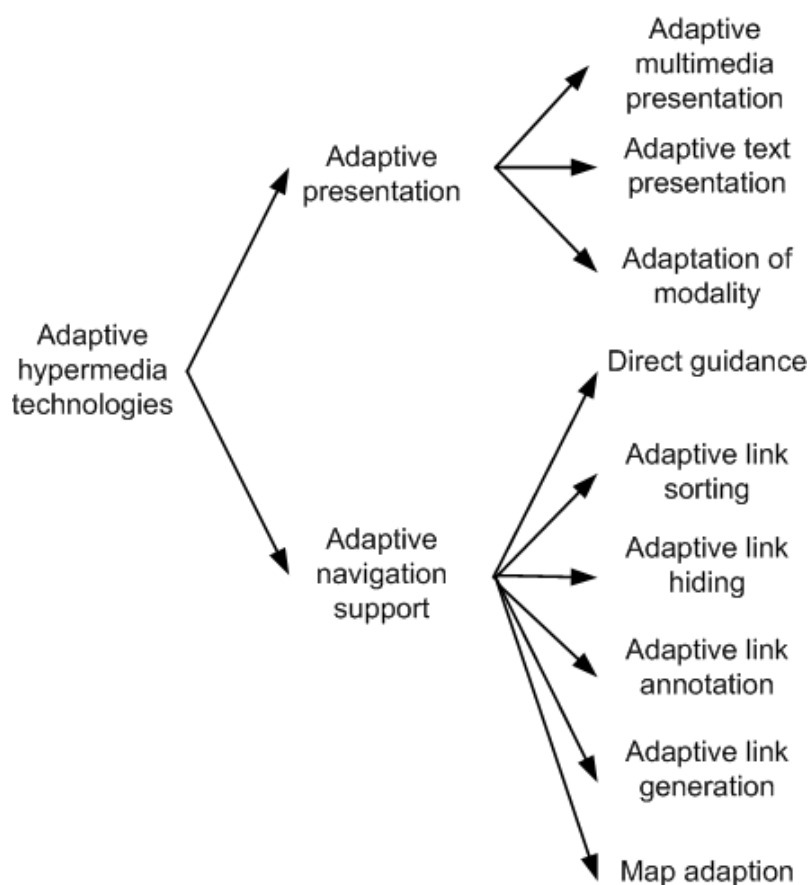 Adaptive
multimedia
presentation
Adaptive
presentation
Adaptive text
presentation
Adaptation of
modality
Adaptive
hypermedia
technologies
Direct guidance
Adaptive link
sorting
Adaptive
navigation
support
Adaptive link
hiding
Adaptive link
annotation
Adaptive link
generation
Map adaption